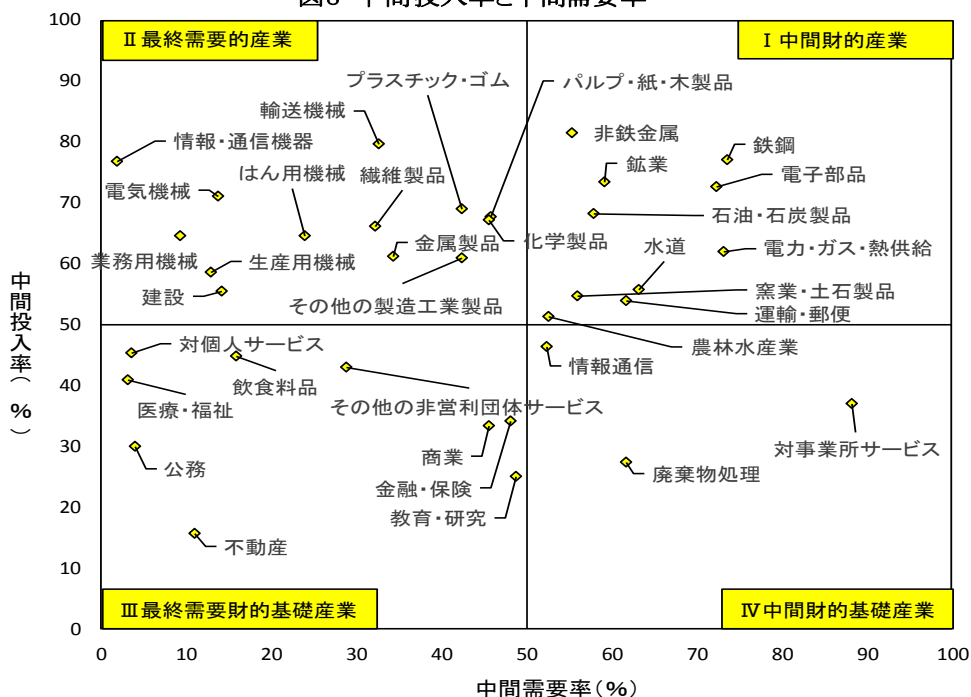 図6 中間投入率と中間需要率
100
Ⅱ最終需要的産業
Ⅰ中間財的産業
90
プラスチック・ゴム
パルプ・紙・木製品
輸送機械
80
情報・通信機器
非鉄金属
鉄鋼
はん用機械
繊維製品
鉱業
電子部品
電気機械
70
石油・石炭製品
金属製品
化学製品
水道
電力・ガス・熱供給
業務用機械
生産用機械
60
建設
その他の製造工業製品
窯業・土石製品
運輸・郵便
50
対個人サービス
農林水産業
情報通信
飲食料品
40
医療・福祉
その他の非営利団体サービス
商業
対事業所サービス
30
公務
廃棄物処理
金融・保険
教育・研究
20
不動産
10
Ⅲ最終需要財的基礎産業
Ⅳ中間財的基礎産業
0
0 10 20 30 40 50 60 70 80 90 100
中間投入率(%)
中間需要率(%)